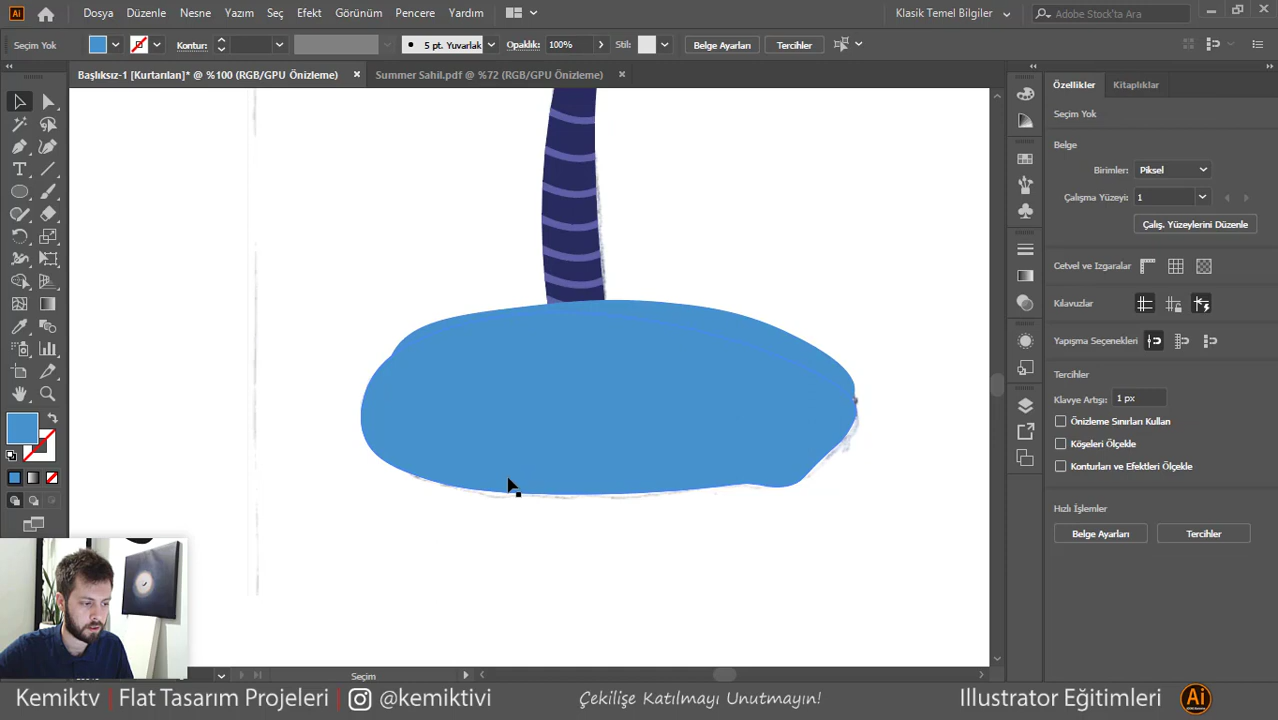 Dosya Düzenle Nesne Yazım Seç Efekt Görünüm Pencere Yardım
Klasik Temel Bilgiler
Adobe Stock'ta Ara
Seçim Yok
Kontur:
5 pt. Yuvarlak
Opaklık: 100%
Stil:
Belge Ayarları
Tercihler
Başlıksız-1 [Kurtarılan]* @ %100 (RGB/GPU Önizleme)
Summer Sahil.pdf @ %72 (RGB/GPU Önizleme)
Özellikler
Kitaplıklar
Seçim Yok
Belge
Birimler: Piksel
Çalışma Yüzeyi: 1
Çalış. Yüzeylerini Düzenle
Cetvel ve Izgaralar
Kılavuzlar
Yapışma Seçenekleri
Tercihler
Klavye Artışı: 1 px
Önizleme Sınırları Kullan
Köşeleri Ölçekle
Konturları ve Efektleri Ölçekle
Hızlı İşlemler
Belge Ayarları
Tercihler
Seçim
Kemiktv | Flat Tasarım Projeleri
@kemiktivi
Çekilişe Katılmayı Unutmayın!
Illustrator Eğitimleri
Ai